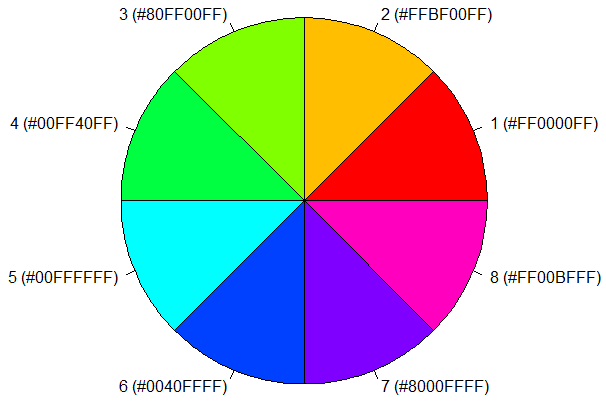 3 (#80FF00FF)
2 (#FFBF00FF)
4 (#00FF40FF)
1 (#FF0000FF)
5 (#00FFFFFF)
8 (#FF00BFFF)
6 (#0040FFFF)
7 (#8000FFFF)